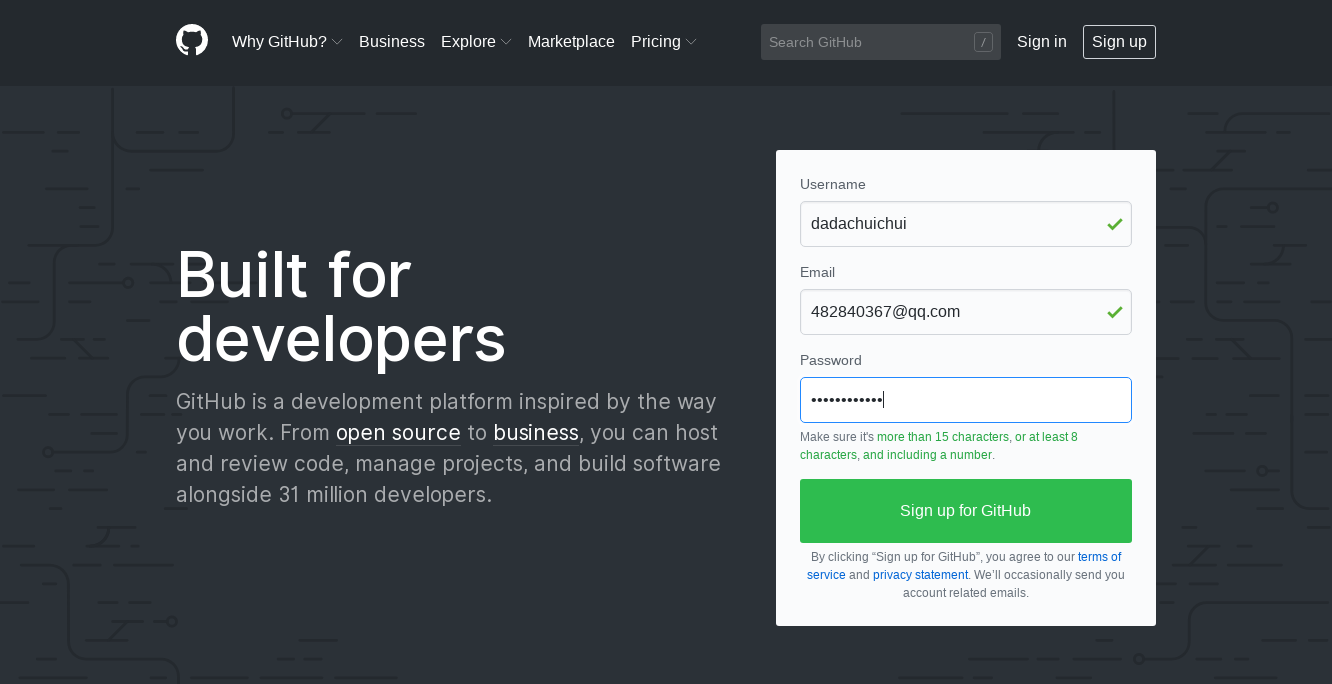 Why GitHub? Business Explore Marketplace Pricing Search GitHub / Sign in Sign up
Built for
developers
GitHub is a development platform inspired by the way
you work. From open source to business, you can host
and review code, manage projects, and build software
alongside 31 million developers.
Username
dadachuichui
Email
482840367@qq.com
Password
••••••••••••
Make sure it's more than 15 characters, or at least 8
characters, and including a number.
Sign up for GitHub
By clicking “Sign up for GitHub”, you agree to our terms of
service and privacy statement. We’ll occasionally send you
account related emails.